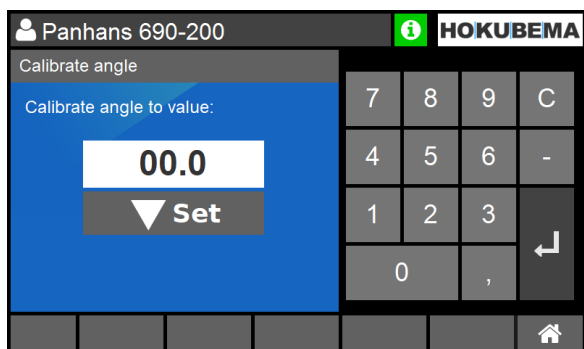 Panhans 690-200
i
HOKUBEMA
Calibrate angle
Calibrate angle to value:
00.0
Set
7 8 9 C
4 5 6 -
1 2 3
0 ,